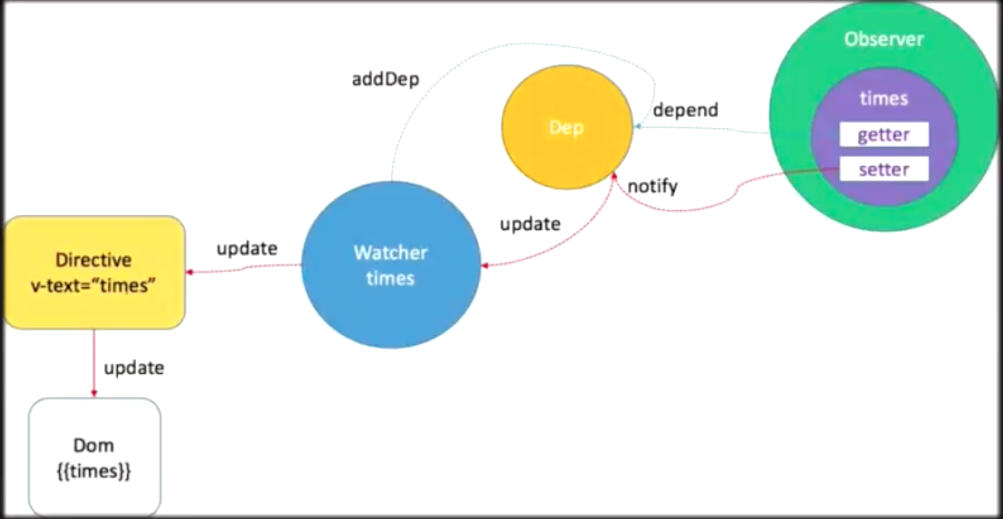 Observer
times
getter
setter
addDep
Dep
depend
notify
update
Watcher
times
update
Directive
v-text=“times”
update
Dom
{{times}}